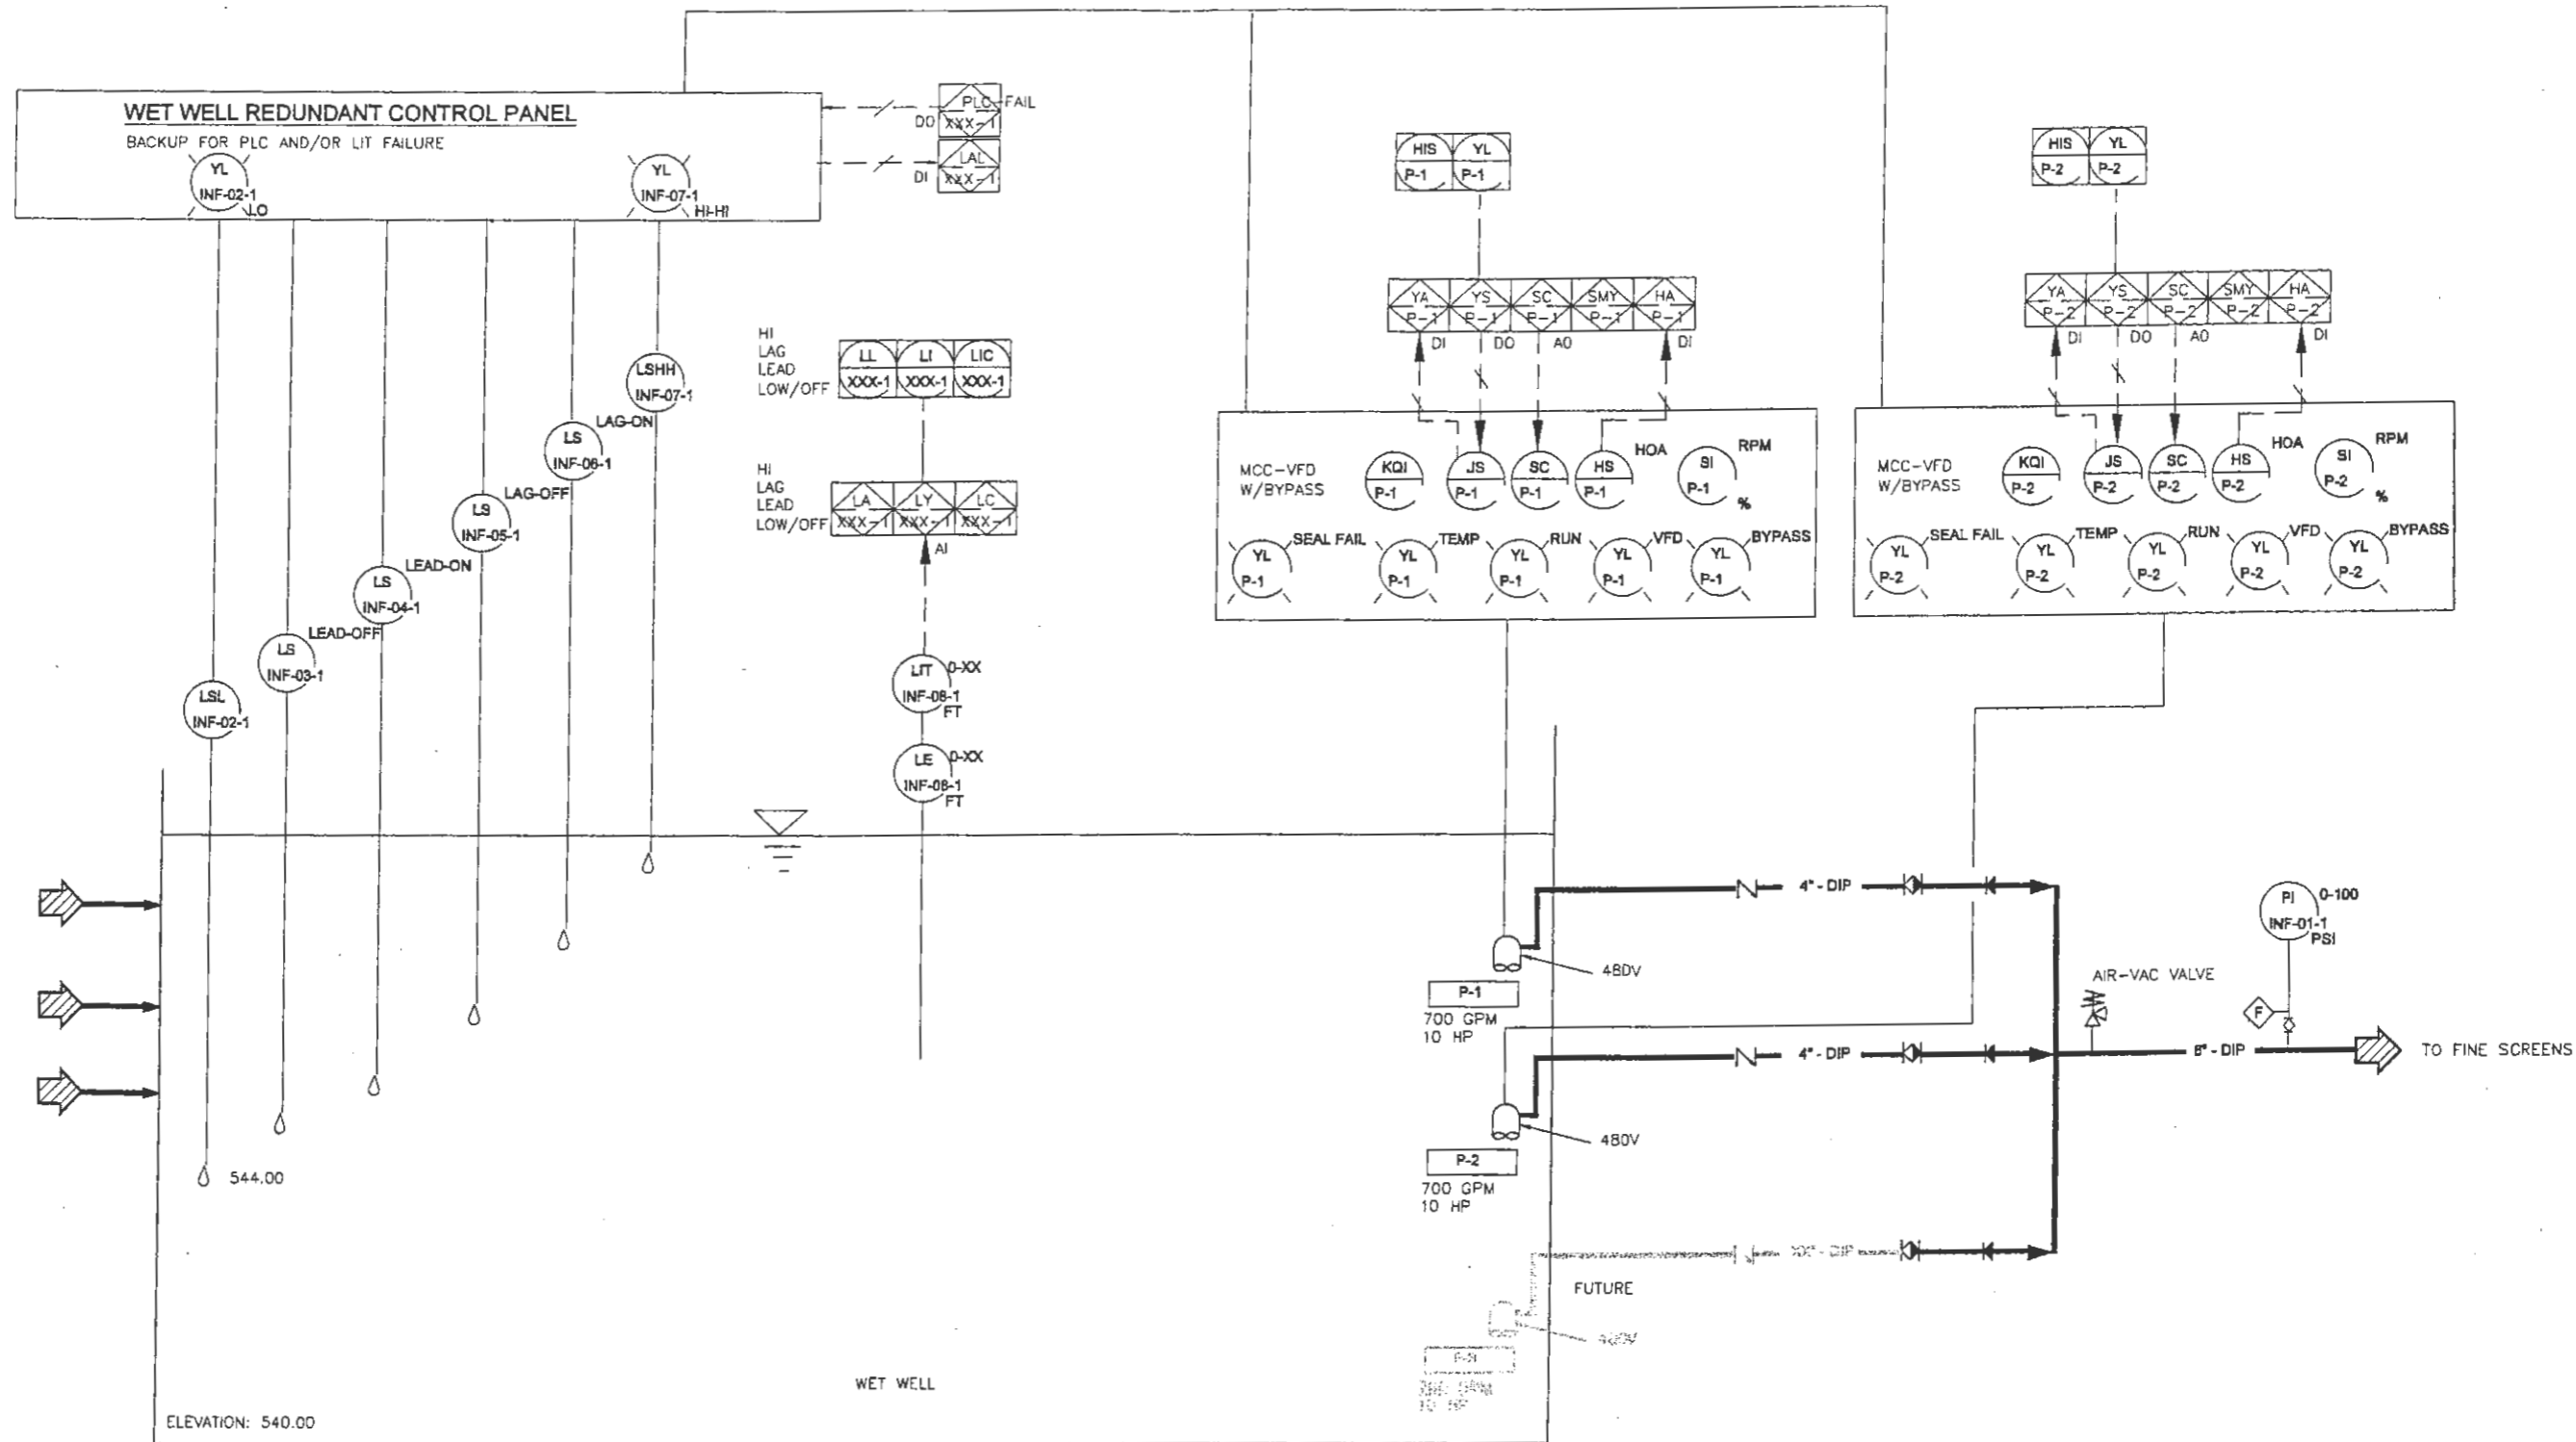 WET WELL REDUNDANT CONTROL PANEL
BACKUP FOR PLC AND/OR LIT FAILURE
YL
INF-02-1
LO
YL
INF-07-1
HI-HI
PLC-FAIL
DO
XXX-1
LAL
DI
XXX-1
LSHH
INF-07-1
LAG-ON
LS
INF-06-1
LAG-OFF
LS
INF-05-1
LEAD-ON
LS
INF-04-1
LEAD-OFF
LS
INF-03-1
LSL
INF-02-1
HI
LAG
LEAD
LOW/OFF
LL LI LIC
XXX-1 XXX-1 XXX-1
HI
LAG
LEAD
LOW/OFF
LA LY LC
XXX-1 XXX-1 XXX-1
AI
LIT 0-XX
INF-08-1
FT
LE 0-XX
INF-08-1
FT
HIS YL
P-1 P-1
YA YS SC SMY HA
P-1 P-1 P-1 P-1 P-1
DI DO AO DI
MCC-VFD
W/BYPASS
KQI
P-1
JS
P-1
SC
P-1
HS
P-1
HOA
SI
P-1
RPM
%
YL
P-1
SEAL FAIL
YL
P-1
TEMP
YL
P-1
RUN
YL
P-1
VFD
YL
P-1
BYPASS
HIS YL
P-2 P-2
YA YS SC SMY HA
P-2 P-2 P-2 P-2 P-2
DI DO AO DI
MCC-VFD
W/BYPASS
KQI
P-2
JS
P-2
SC
P-2
HS
P-2
HOA
SI
P-2
RPM
%
YL
P-2
SEAL FAIL
YL
P-2
TEMP
YL
P-2
RUN
YL
P-2
VFD
YL
P-2
BYPASS
4"-DIP
480V
P-1
700 GPM
10 HP
4"-DIP
480V
P-2
700 GPM
10 HP
XX"-DIP
FUTURE
480V
10 HP
PI 0-100
INF-01-1
PSI
AIR-VAC VALVE
F
8"-DIP
TO FINE SCREENS
544.00
WET WELL
ELEVATION: 540.00